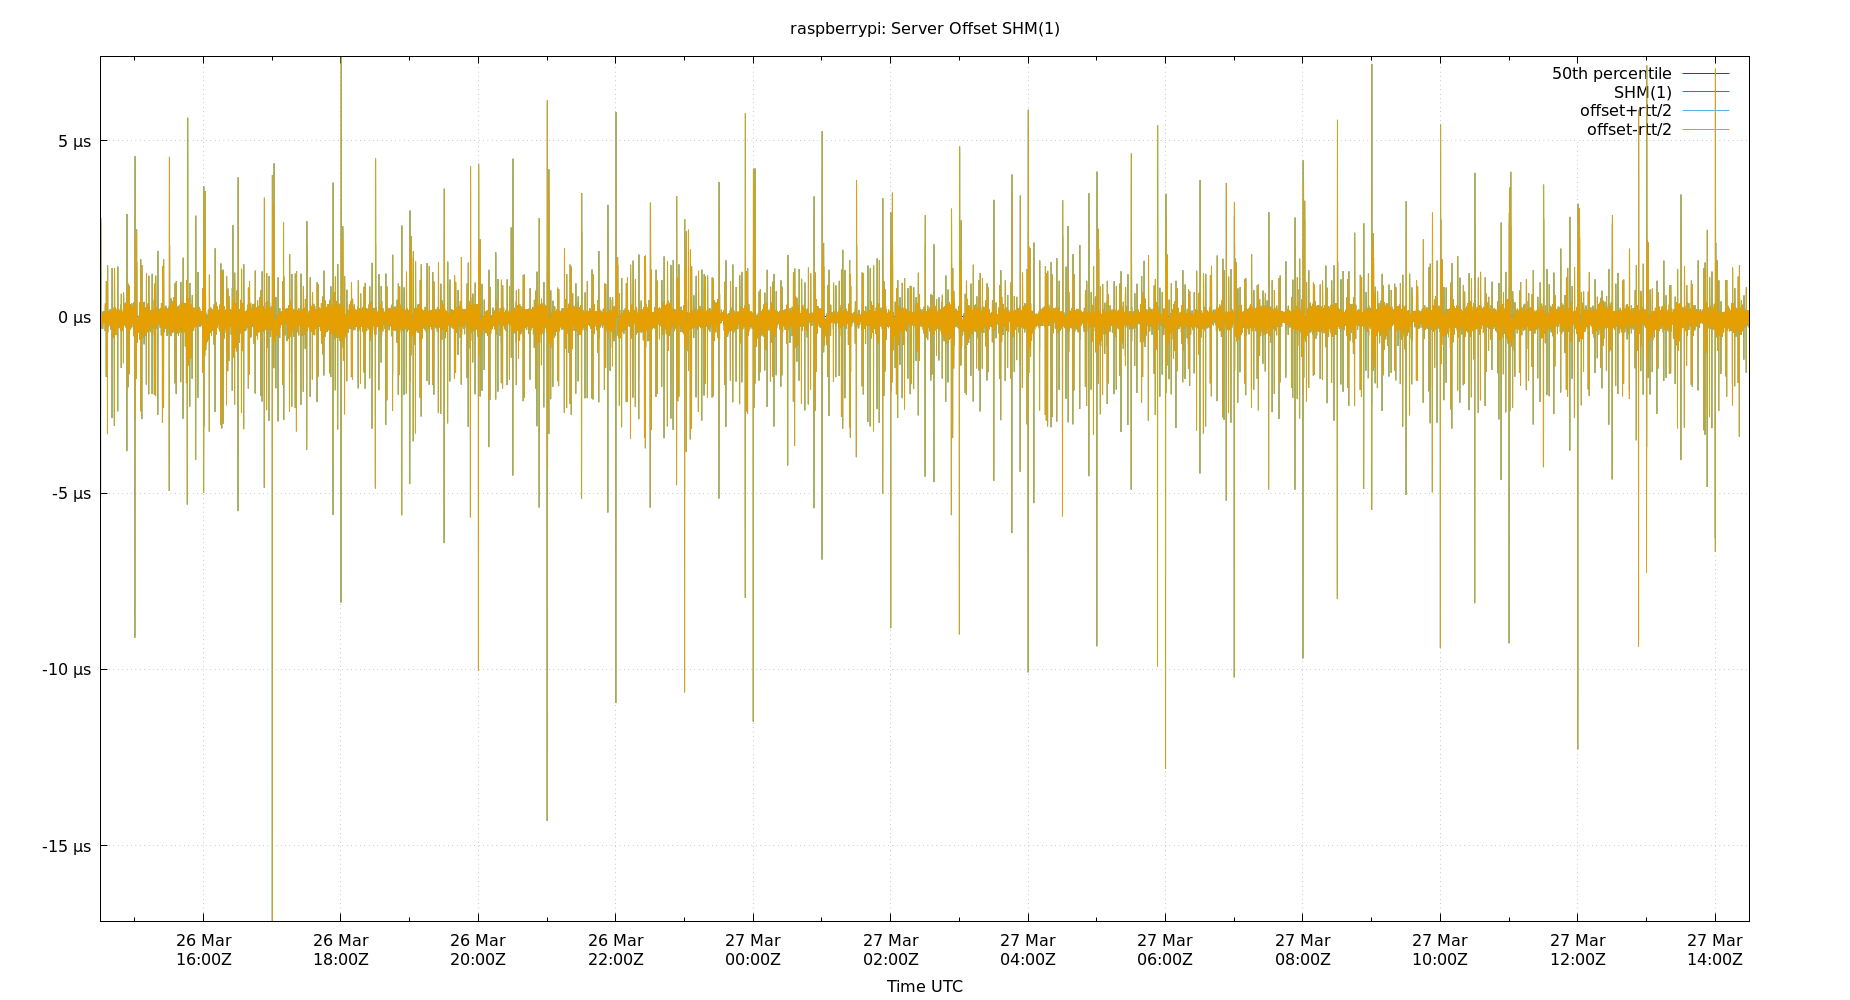 raspberrypi: Server Offset SHM(1)
50th percentile
SHM(1)
offset+rtt/2
offset-rtt/2
5 µs
0 µs
-5 µs
-10 µs
-15 µs
26 Mar 26 Mar 26 Mar 26 Mar 27 Mar 27 Mar 27 Mar 27 Mar 27 Mar 27 Mar 27 Mar 27 Mar
16:00Z 18:00Z 20:00Z 22:00Z 00:00Z 02:00Z 04:00Z 06:00Z 08:00Z 10:00Z 12:00Z 14:00Z
Time UTC